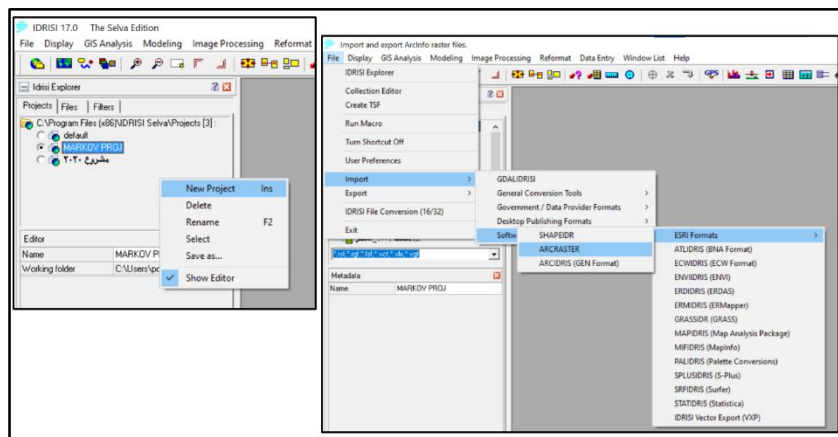 IDRISI 17.0 The Selva Edition
File Display GIS Analysis Modeling Image Processing Reformat
Idrisi Explorer
Projects Files Filters
C:\Program Files (x86)\IDRISI Selva\Projects [3] :
default
MARKOV PROJ
مشروع ٢٠٢٠
New Project Ins
Delete
Rename F2
Select
Save as...
Show Editor
Editor
Name MARKOV P
Working folder C:\Users\pc
Import and export ArcInfo raster files.
File Display GIS Analysis Modeling Image Processing Reformat Data Entry Window List Help
IDRISI Explorer
Collection Editor
Create TSF
Run Macro
Turn Shortcut Off
User Preferences
Import
Export
IDRISI File Conversion (16/32)
Exit
GPS
GDALIDRISI
General Conversion Tools
Government / Data Provider Formats
Desktop Publishing Formats
Softw
SHAPEIDR
ARCRASTER
ARCIDRIS (GEN Format)
ESRI Formats
ATLIDRIS (BNA Format)
ECWIDRIS (ECW Format)
ENVIIDRIS (ENVI)
ERDIDRIS (ERDAS)
ERMIDRIS (ERMapper)
GRASSIDR (GRASS)
MAPIDRIS (Map Analysis Package)
MIFIDRIS (MapInfo)
PALIDRIS (Palette Conversions)
SPLUSIDRIS (S-Plus)
SRFIDRIS (Surfer)
STATIDRIS (Statistica)
IDRISI Vector Export (VXP)
Metadata
Name MARKOV PROJ